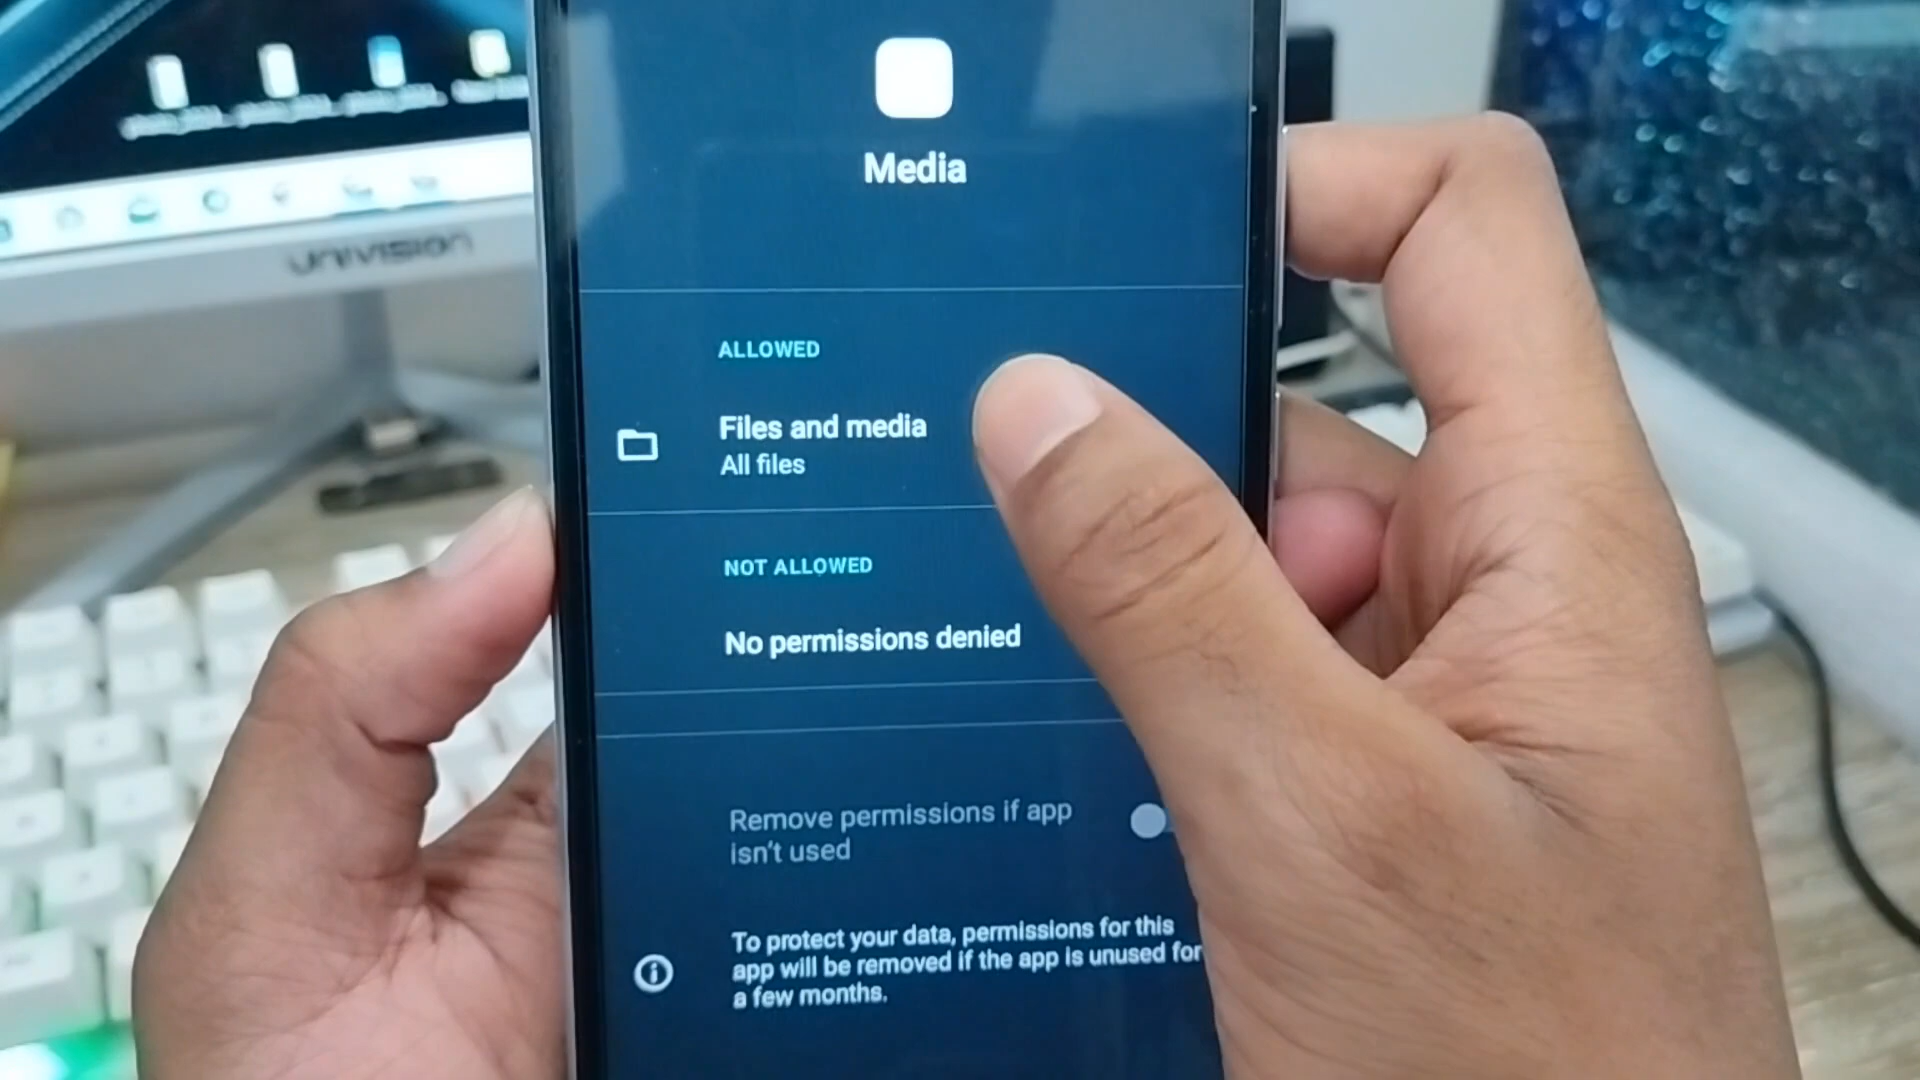 UNIVISION
Media
ALLOWED
Files and media
All files
NOT ALLOWED
No permissions denied
Remove permissions if app
isn't used
To protect your data, permissions for this
app will be removed if the app is unused for
a few months.